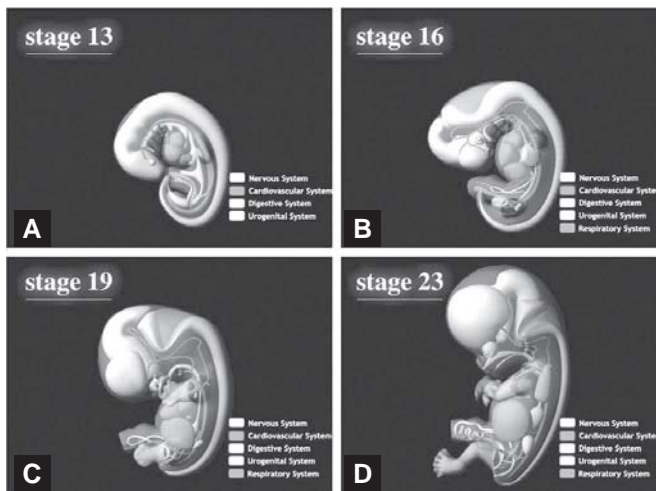 stage 13
Nervous System
Cardiovascular System
Digestive System
Urogenital System
A
stage 16
Nervous System
Cardiovascular System
Digestive System
Urogenital System
Respiratory System
B
stage 19
Nervous System
Cardiovascular System
Digestive System
Urogenital System
Respiratory System
C
stage 23
Nervous System
Cardiovascular System
Digestive System
Urogenital System
Respiratory System
D